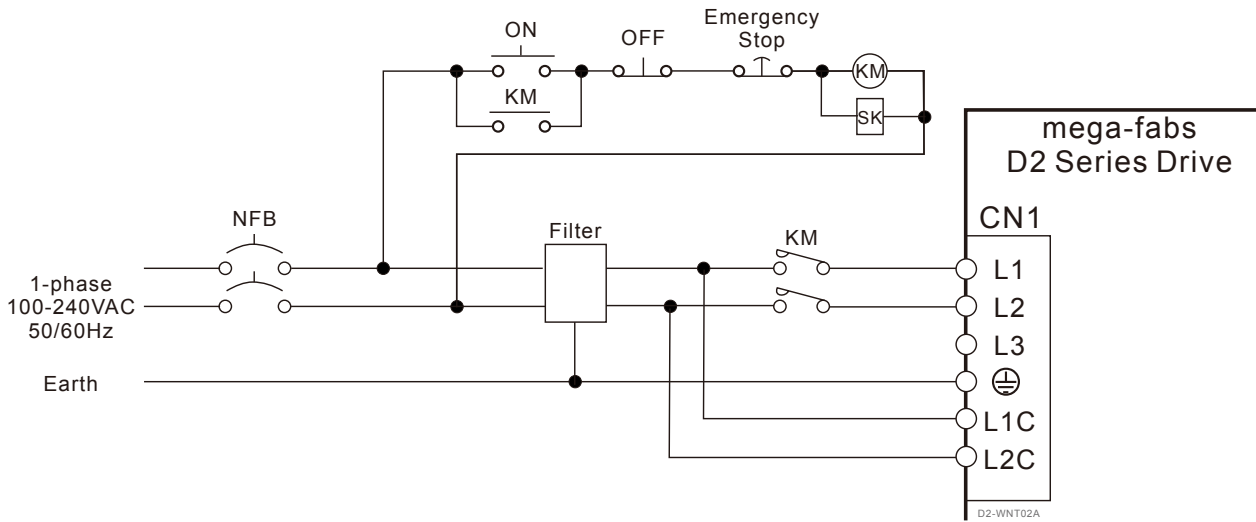 ON
OFF
Emergency
Stop
KM
KM
SK
mega-fabs
D2 Series Drive
CN1
NFB
Filter
KM
1-phase
100-240VAC
50/60Hz
Earth
L1
L2
L3
L1C
L2C
D2-WNT02A